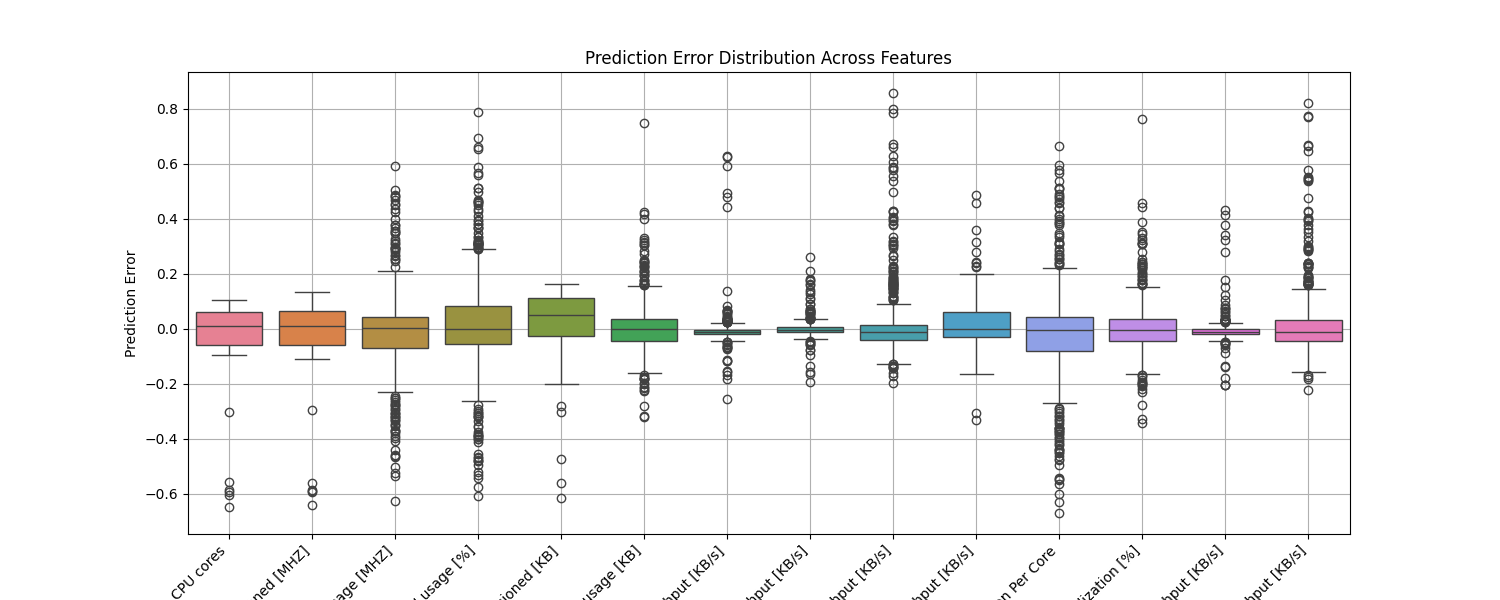 Prediction Error Distribution Across Features
Prediction Error
0.8
0.6
0.4
0.2
0.0
−0.2
−0.4
−0.6
CPU cores
ned [MHZ]
age [MHZ]
usage [%]
ioned [KB]
usage [KB]
hput [KB/s]
hput [KB/s]
hput [KB/s]
hput [KB/s]
n Per Core
lization [%]
hput [KB/s]
hput [KB/s]